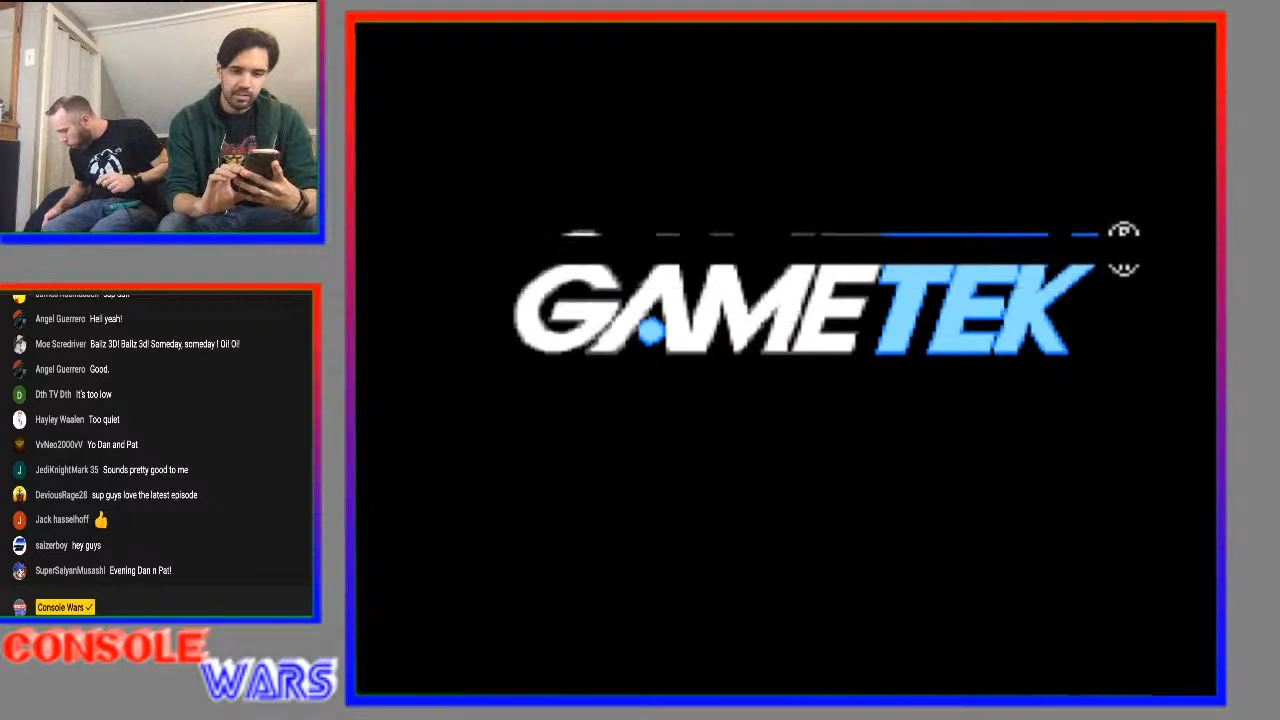 GAMETEK
®
Angel Guerrero Hell yeah!
Moe Scredriver Ballz 3D! Ballz 3d! Someday, someday ! Oi! Oi!
Angel Guerrero Good.
D Dth TV Dth It's too low
Hayley Waalen Too quiet
VvNeo2000vV Yo Dan and Pat
J JediKnightMark 35 Sounds pretty good to me
DeviousRage28 sup guys love the latest episode
J Jack hasselhoff 👍
saizerboy hey guys
SuperSaiyanMusashi Evening Dan n Pat!
Console Wars ✓
CONSOLE
WARS